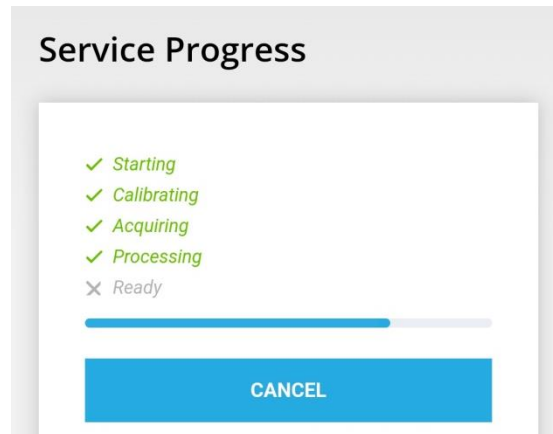 Service Progress
Starting
Calibrating
Acquiring
Processing
Ready
CANCEL